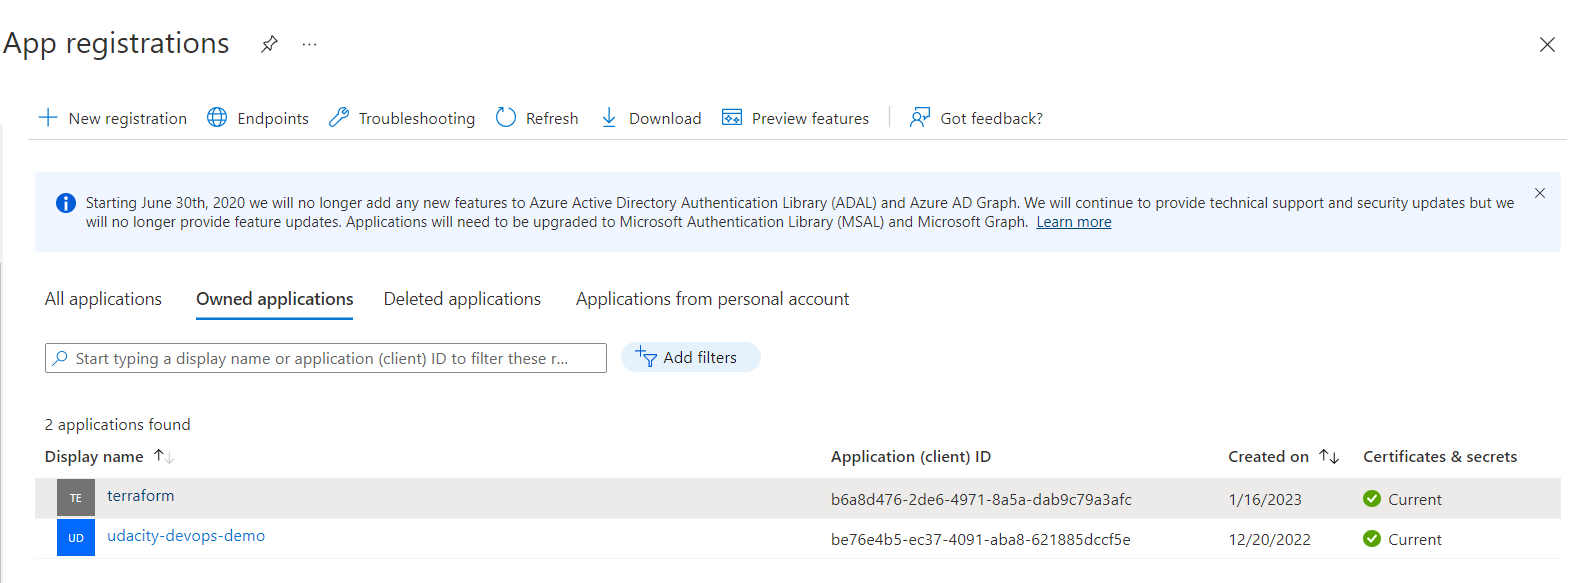 App registrations
New registration Endpoints Troubleshooting Refresh Download Preview features Got feedback?
Starting June 30th, 2020 we will no longer add any new features to Azure Active Directory Authentication Library (ADAL) and Azure AD Graph. We will continue to provide technical support and security updates but we
will no longer provide feature updates. Applications will need to be upgraded to Microsoft Authentication Library (MSAL) and Microsoft Graph. Learn more
All applications Owned applications Deleted applications Applications from personal account
Start typing a display name or application (client) ID to filter these r... Add filters
2 applications found
Display name Application (client) ID Created on Certificates & secrets
TE terraform b6a8d476-2de6-4971-8a5a-dab9c79a3afc 1/16/2023 Current
UD udacity-devops-demo be76e4b5-ec37-4091-aba8-621885dccf5e 12/20/2022 Current